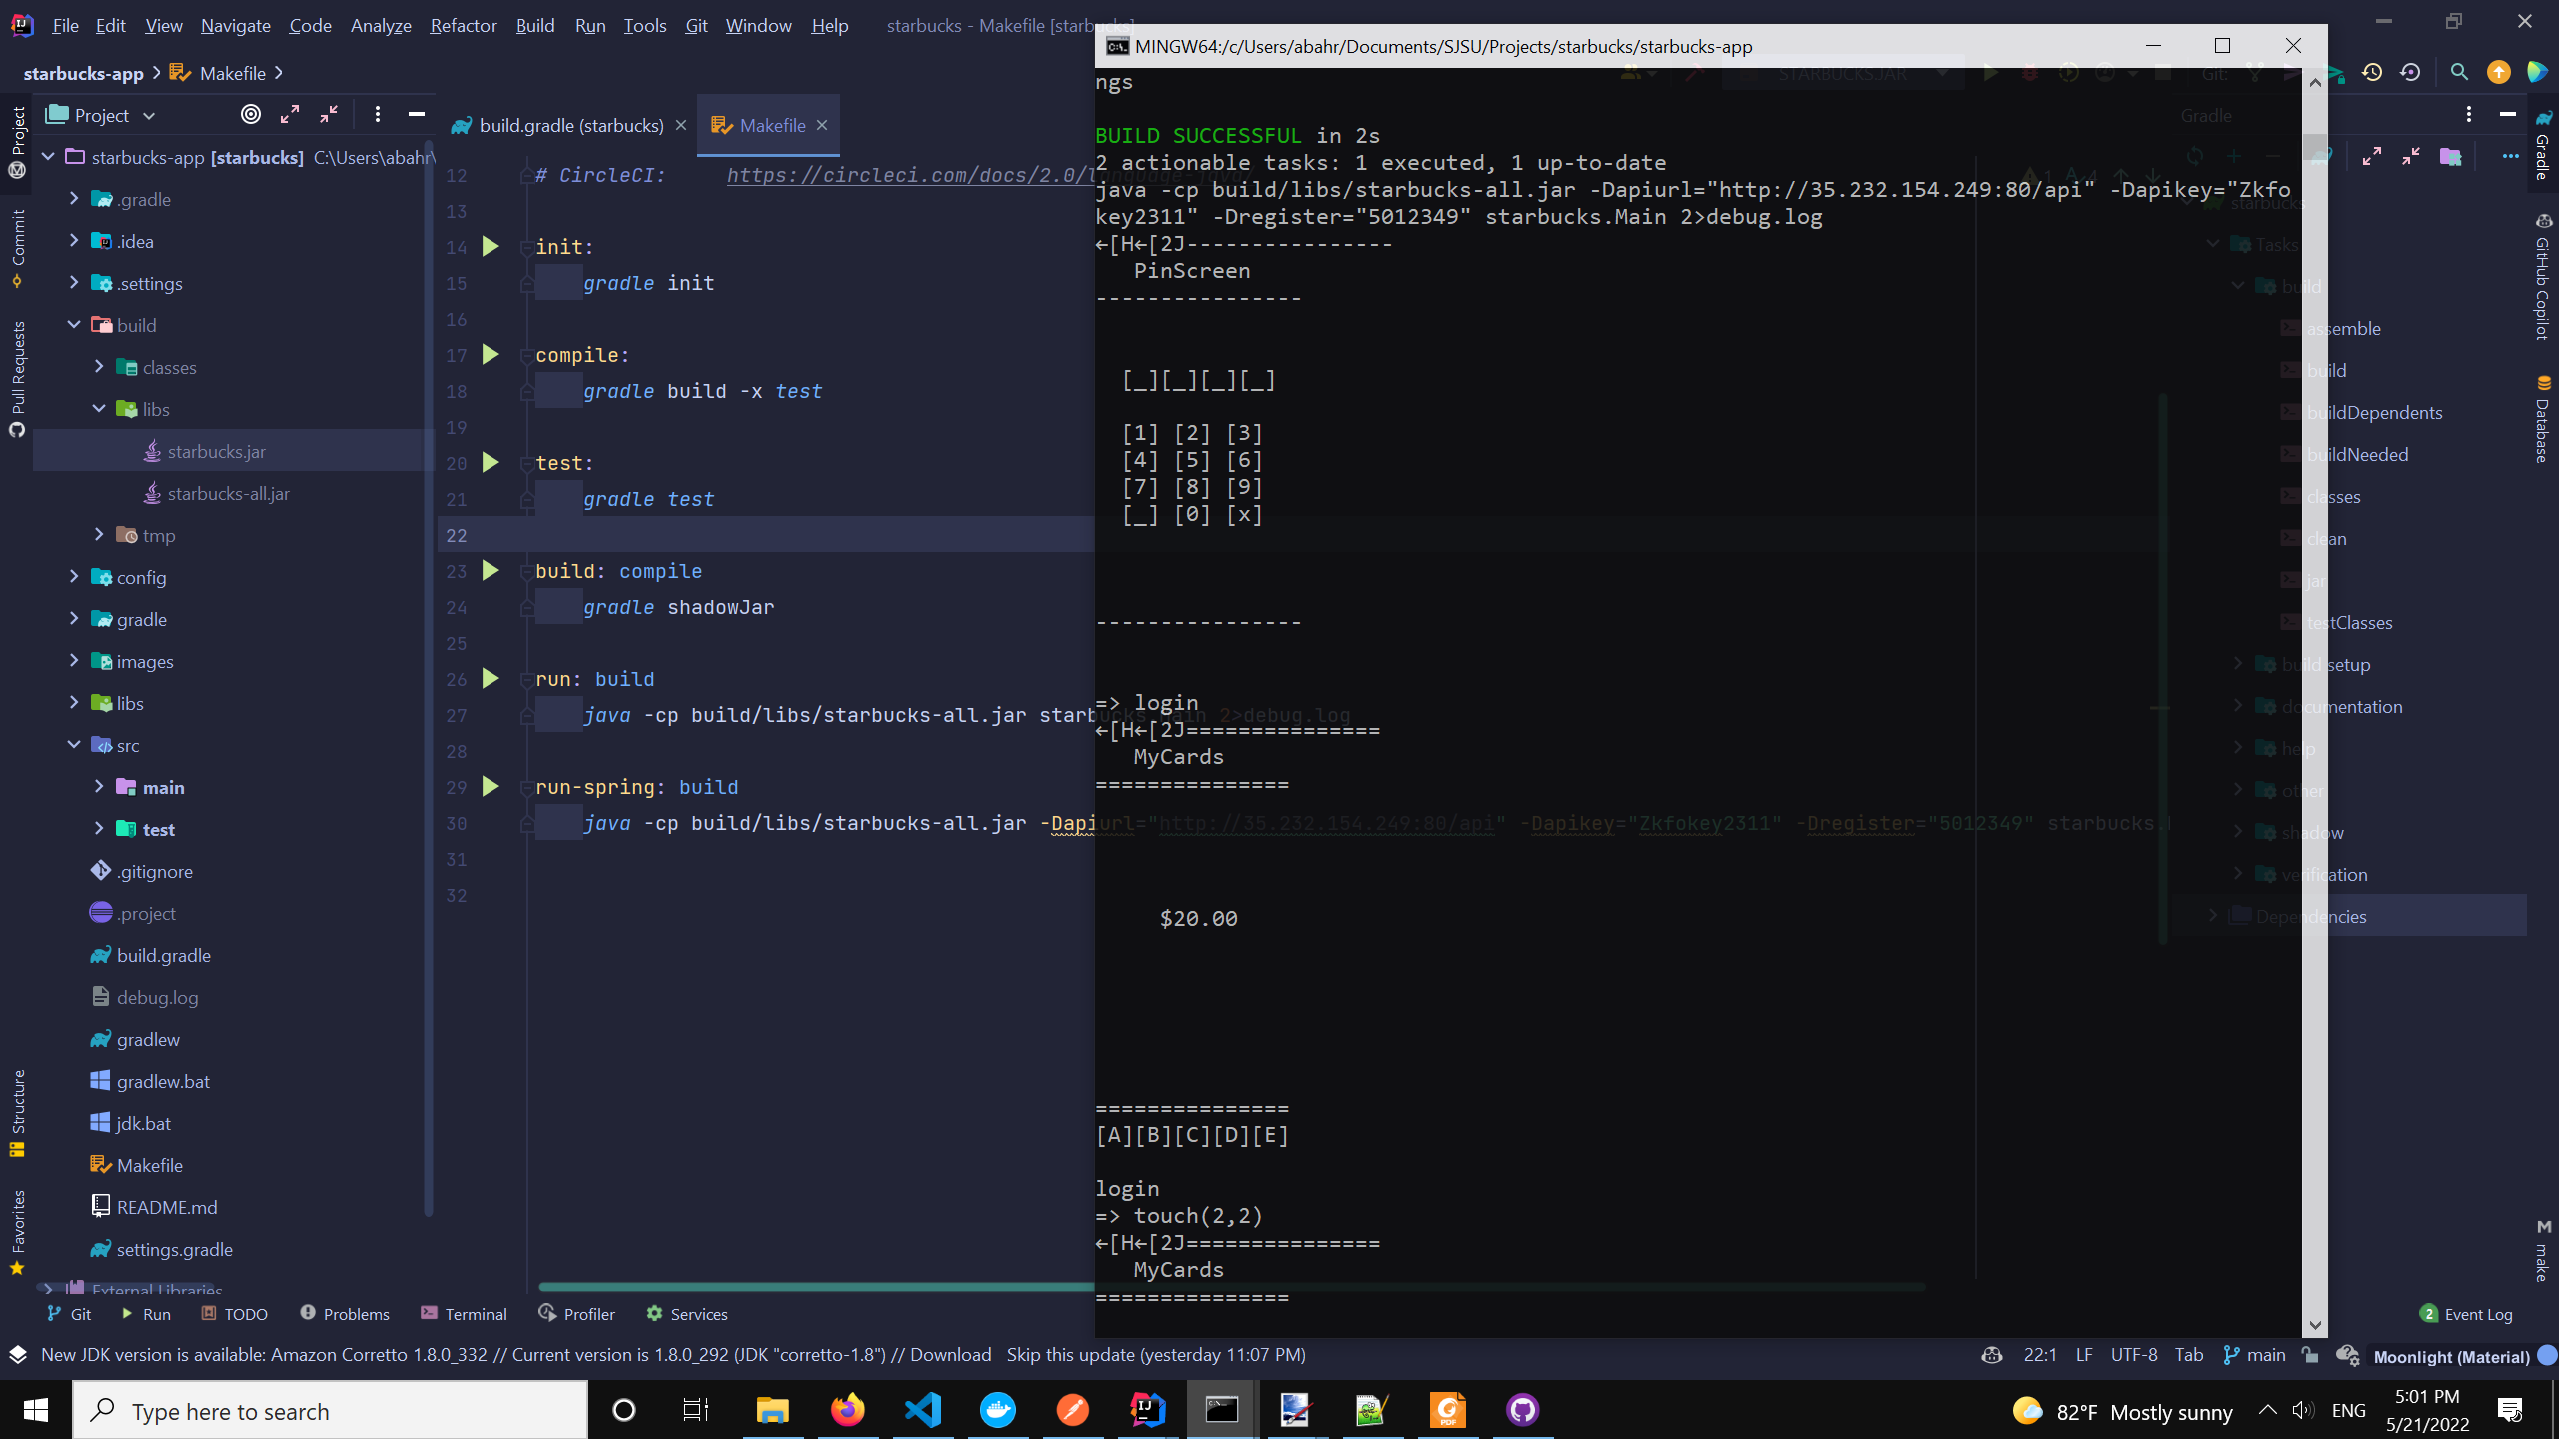 File Edit View Navigate Code Analyze Refactor Build Run Tools Git Window Help starbucks - Makefile [starbucks]
starbucks-app Makefile
Project
build.gradle (starbucks)
Makefile
starbucks-app [starbucks] C:\Users\abahr\
.gradle
.idea
.settings
build
classes
libs
starbucks.jar
starbucks-all.jar
tmp
config
gradle
images
libs
src
main
test
.gitignore
.project
build.gradle
debug.log
gradlew
gradlew.bat
jdk.bat
Makefile
README.md
settings.gradle
External Libraries
Project
Commit
Pull Requests
Structure
Favorites
12 # CircleCI: https://circleci.com/docs/2.0/language-java/
13
14 init:
15 gradle init
16
17 compile:
18 gradle build -x test
19
20 test:
21 gradle test
22
23 build: compile
24 gradle shadowJar
25
26 run: build
27 java -cp build/libs/starbucks-all.jar starbucks.Main 2>debug.log
28
29 run-spring: build
30 java -cp build/libs/starbucks-all.jar -Dapiurl="http://35.232.154.249:80/api" -Dapikey="Zkfokey2311" -Dregister="5012349" starbucks.
31
32
MINGW64:/c/Users/abahr/Documents/SJSU/Projects/starbucks/starbucks-app
ngs
BUILD SUCCESSFUL in 2s
2 actionable tasks: 1 executed, 1 up-to-date
java -cp build/libs/starbucks-all.jar -Dapiurl="http://35.232.154.249:80/api" -Dapikey="Zkfo
key2311" -Dregister="5012349" starbucks.Main 2>debug.log
←[H←[2J----------------
PinScreen
----------------
[_][_][_][_]
[1] [2] [3]
[4] [5] [6]
[7] [8] [9]
[_] [0] [x]
----------------
=> login
←[H←[2J===============
MyCards
===============
$20.00
===============
[A][B][C][D][E]
login
=> touch(2,2)
←[H←[2J===============
MyCards
===============
STARBUCKS.JAR
Git:
Gradle
starbucks
Tasks
build
assemble
build
buildDependents
buildNeeded
classes
clean
jar
testClasses
build setup
documentation
help
other
shadow
verification
Dependencies
Gradle
GitHub Copilot
Database
make
Git Run TODO Problems Terminal Profiler Services
2 Event Log
New JDK version is available: Amazon Corretto 1.8.0_332 // Current version is 1.8.0_292 (JDK "corretto-1.8") // Download Skip this update (yesterday 11:07 PM)
22:1 LF UTF-8 Tab main Moonlight (Material)
Type here to search
82°F Mostly sunny
ENG
5:01 PM
5/21/2022